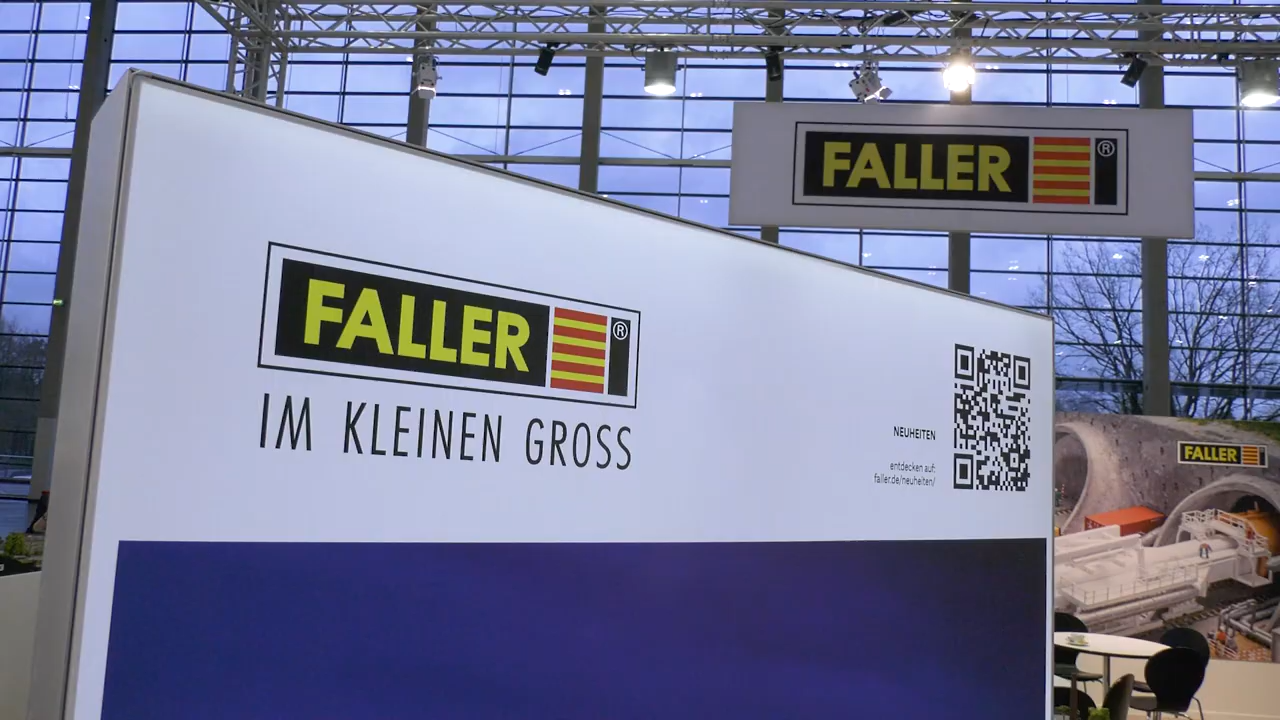 FALLER ®
FALLER ®
IM KLEINEN GROSS
NEUHEITEN
entdecken auf:
faller.de/neuheiten/
FALLER